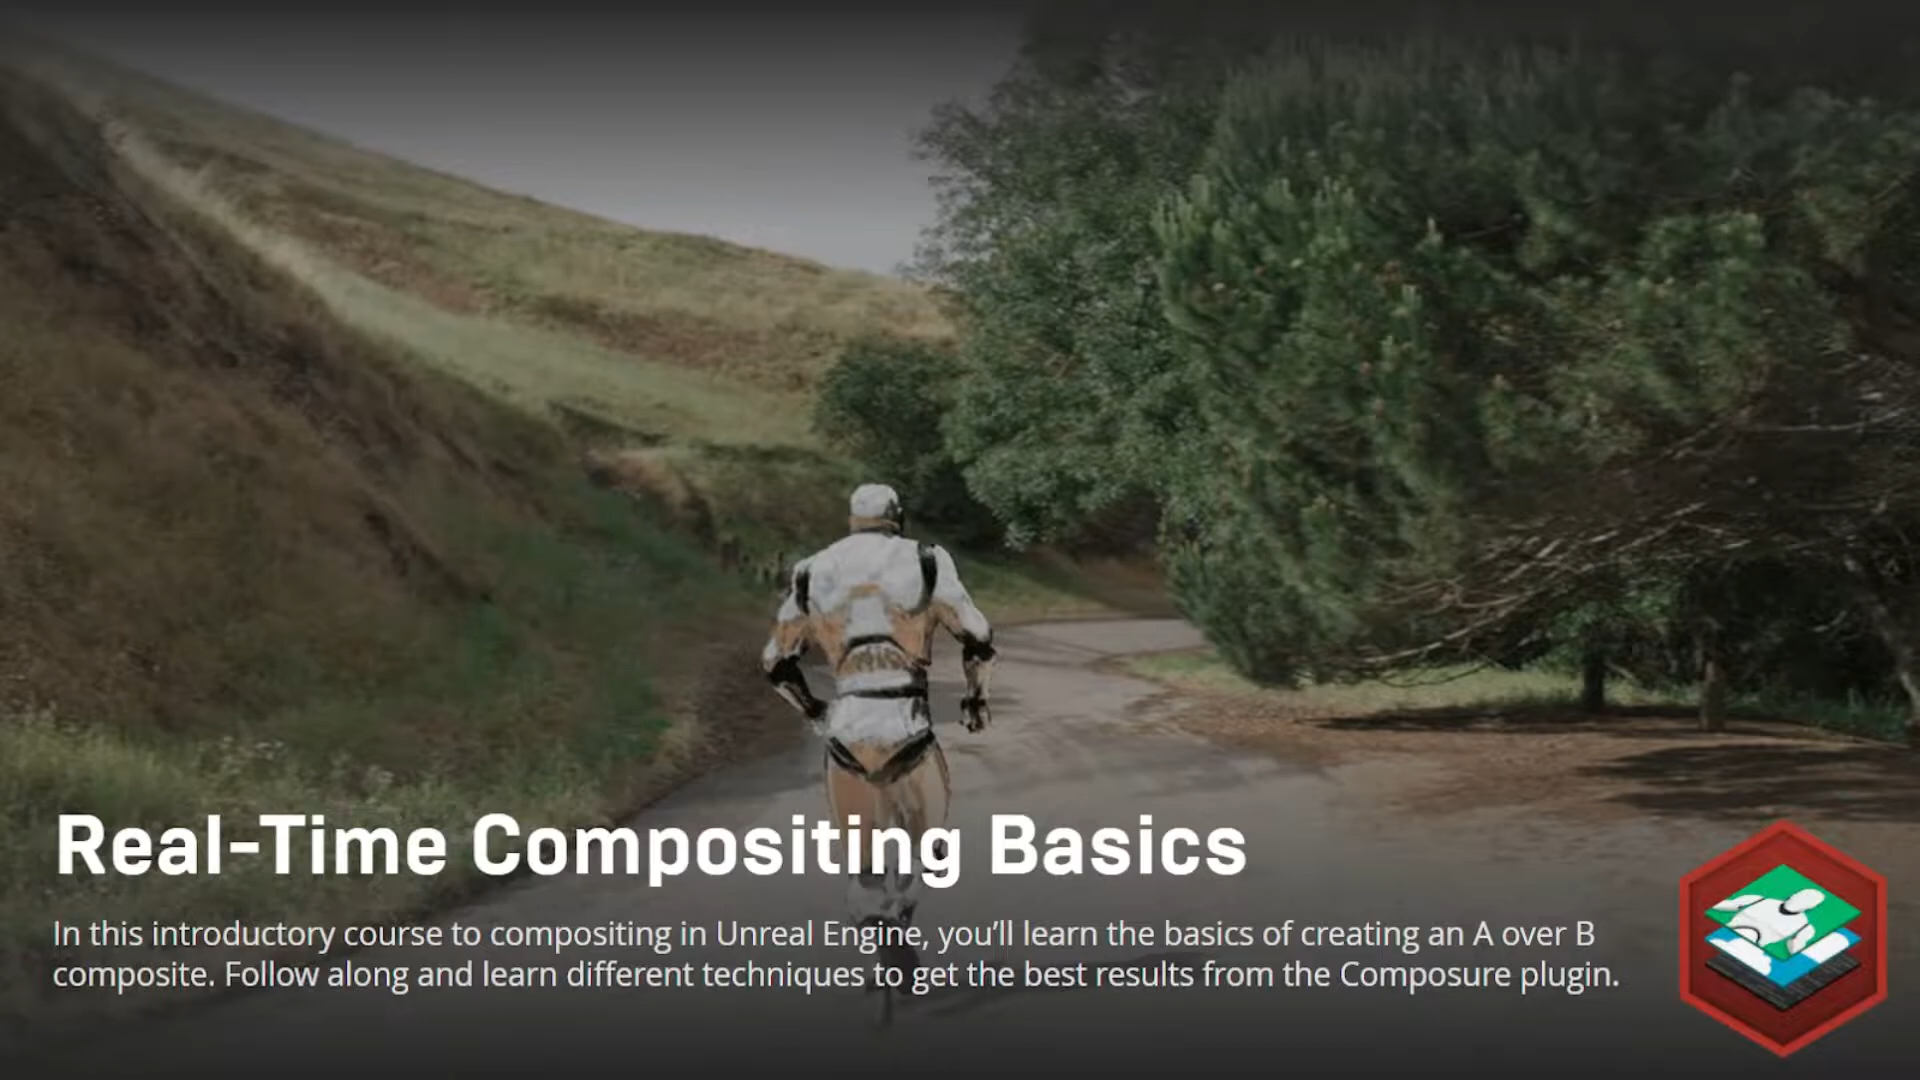 Real-Time Compositing Basics
In this introductory course to compositing in Unreal Engine, you’ll learn the basics of creating an A over B
composite. Follow along and learn different techniques to get the best results from the Composure plugin.